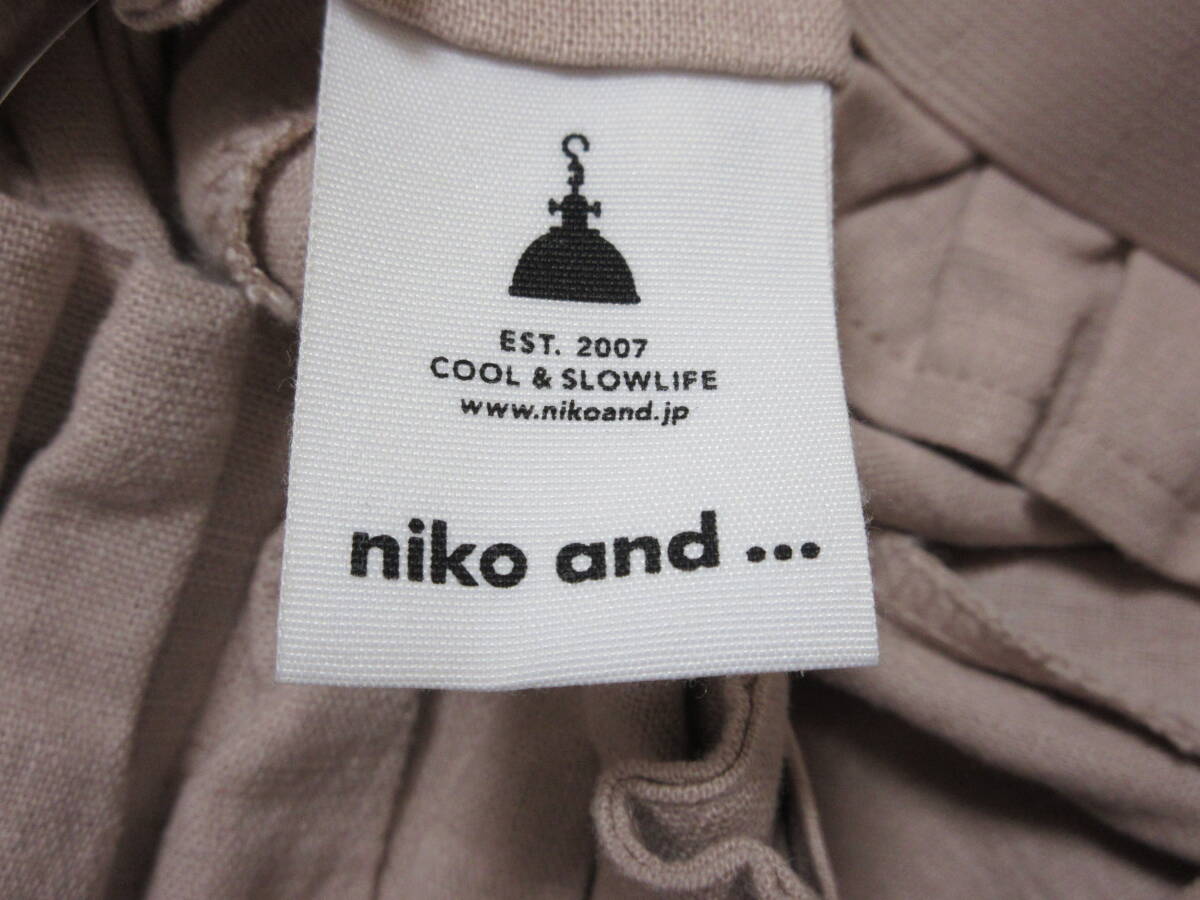 EST. 2007
COOL & SLOWLIFE
www.nikoand.jp
niko and ...